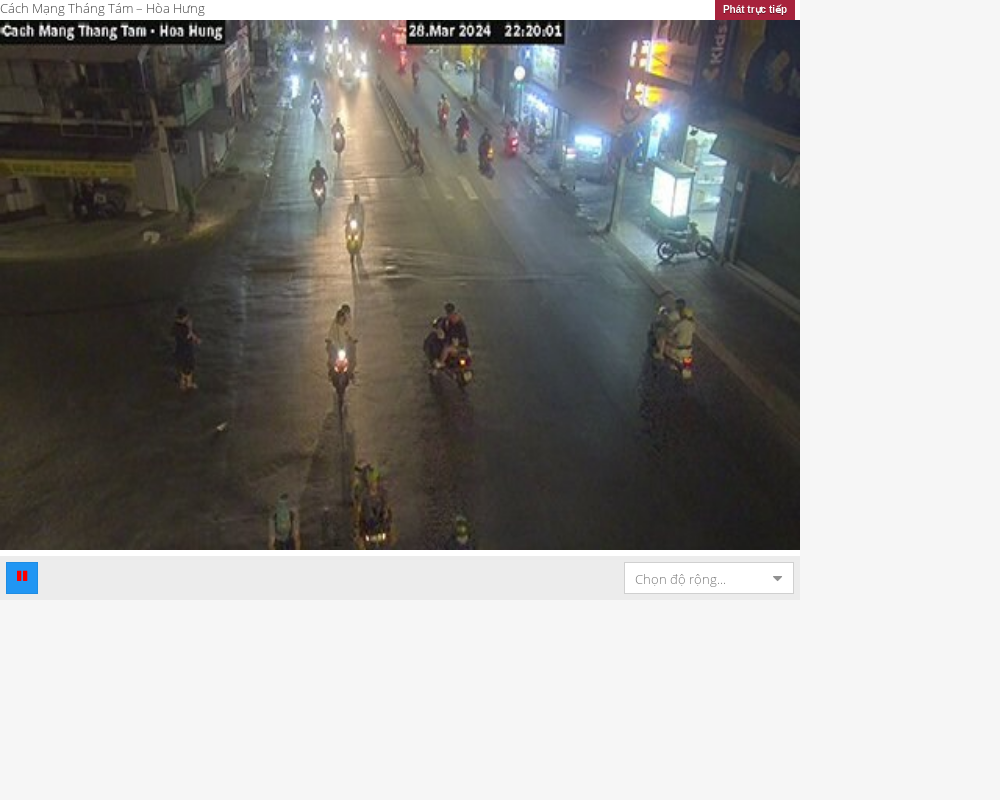 Cách Mạng Tháng Tám – Hòa Hưng
Phát trực tiếp
Cach Mang Thang Tam - Hoa Hung
28.Mar 2024 22:20:01
Kids
Chọn độ rộng...